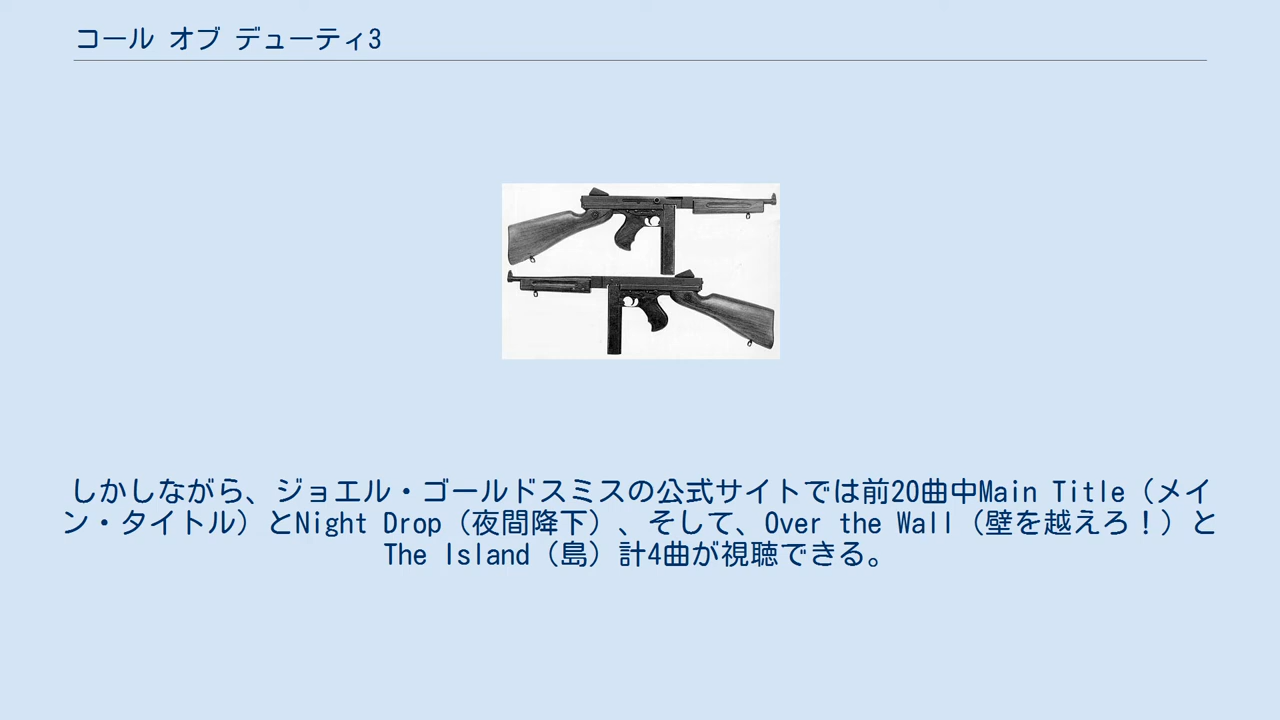 コール オブ デューティ3
しかしながら、ジョエル・ゴールドスミスの公式サイトでは前20曲中Main Title（メイ
ン・タイトル）とNight Drop（夜間降下）、そして、Over the Wall（壁を越えろ！）と
The Island（島）計4曲が視聴できる。